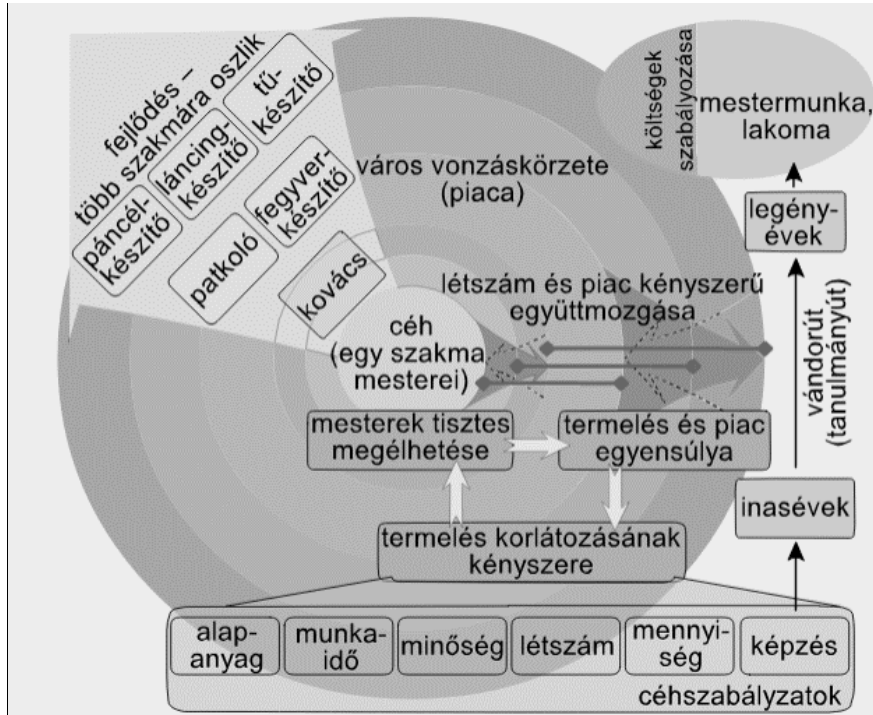 fejlődés –
több szakmára oszlik
tű-
készítő
láncing-
készítő
páncél-
készítő
fegyver-
készítő
patkoló
kovács
város vonzáskörzete
(piaca)
költségek
szabályozása
mestermunka,
lakoma
legény-
évek
létszám és piac kényszerű
együttmozgása
céh
(egy szakma
mesterei)
vándorút
(tanulmányút)
mesterek tisztes
megélhetése
termelés és piac
egyensúlya
inasévek
termelés korlátozásának
kényszere
alap-
anyag
munka-
idő
minőség
létszám
mennyi-
ség
képzés
céhszabályzatok